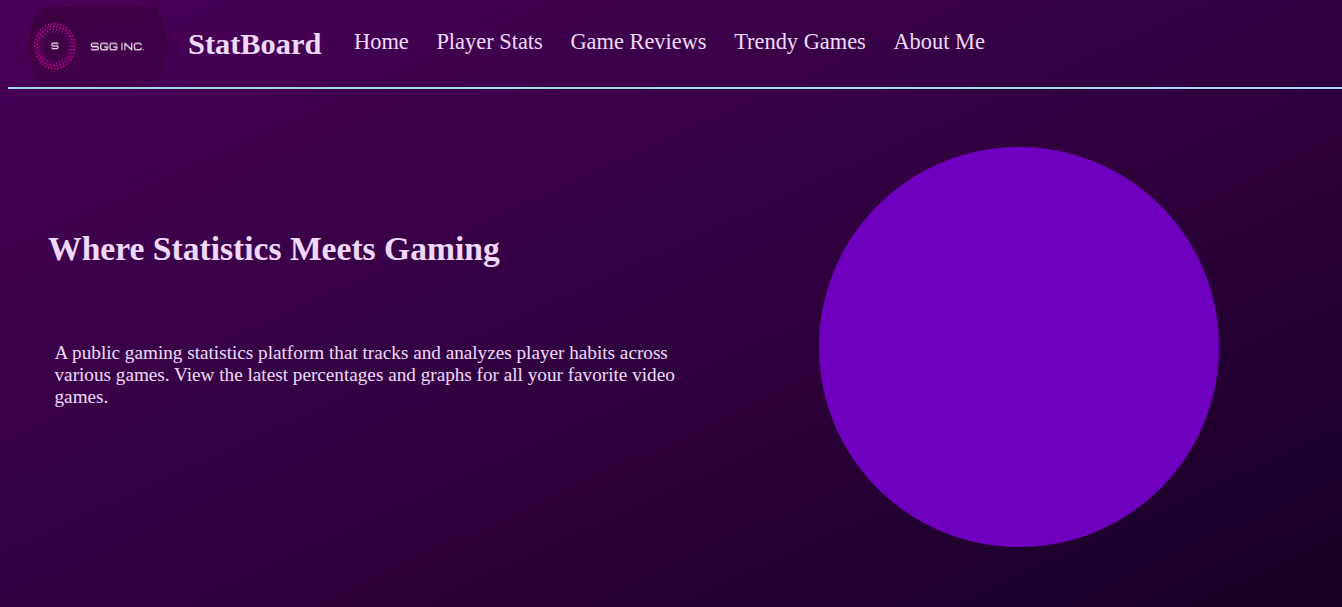 S
SGG INC.
StatBoard
Home
Player Stats
Game Reviews
Trendy Games
About Me
Where Statistics Meets Gaming
A public gaming statistics platform that tracks and analyzes player habits across
various games. View the latest percentages and graphs for all your favorite video
games.